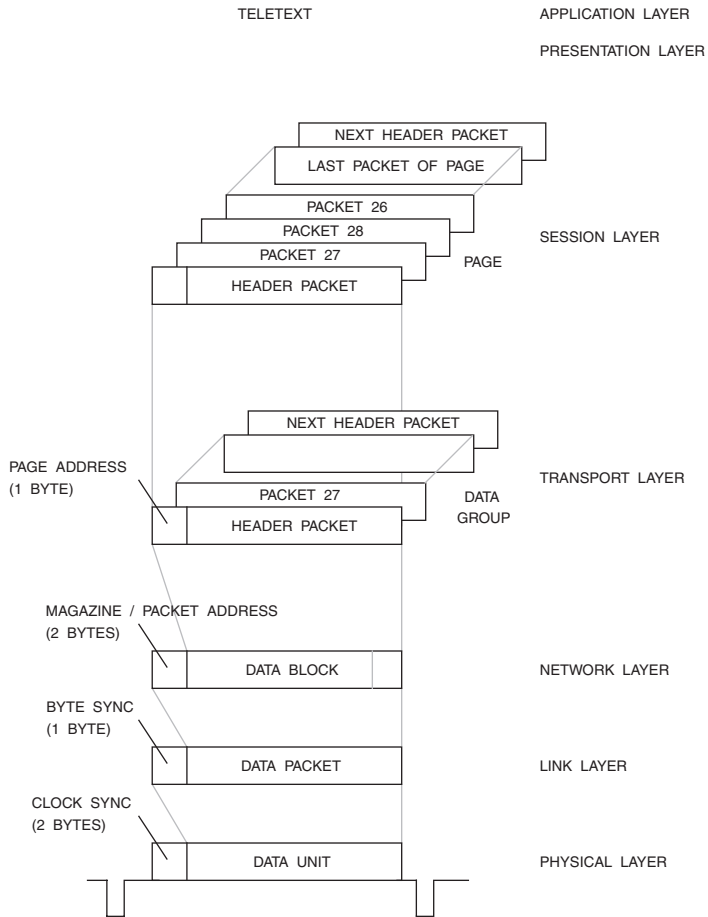 TELETEXT
APPLICATION LAYER
PRESENTATION LAYER
NEXT HEADER PACKET
LAST PACKET OF PAGE
PACKET 26
PACKET 28
SESSION LAYER
PACKET 27
PAGE
HEADER PACKET
NEXT HEADER PACKET
PAGE ADDRESS
(1 BYTE)
TRANSPORT LAYER
PACKET 27
DATA
GROUP
HEADER PACKET
MAGAZINE / PACKET ADDRESS
(2 BYTES)
DATA BLOCK
NETWORK LAYER
BYTE SYNC
(1 BYTE)
DATA PACKET
LINK LAYER
CLOCK SYNC
(2 BYTES)
DATA UNIT
PHYSICAL LAYER